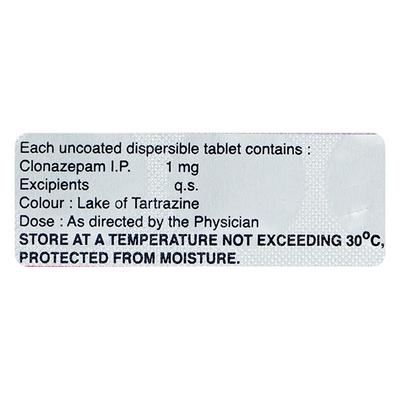 Each uncoated dispersible tablet contains :
Clonazepam I.P. 1 mg
Excipients q.s.
Colour : Lake of Tartrazine
Dose : As directed by the Physician
STORE AT A TEMPERATURE NOT EXCEEDING 30°C,
PROTECTED FROM MOISTURE.